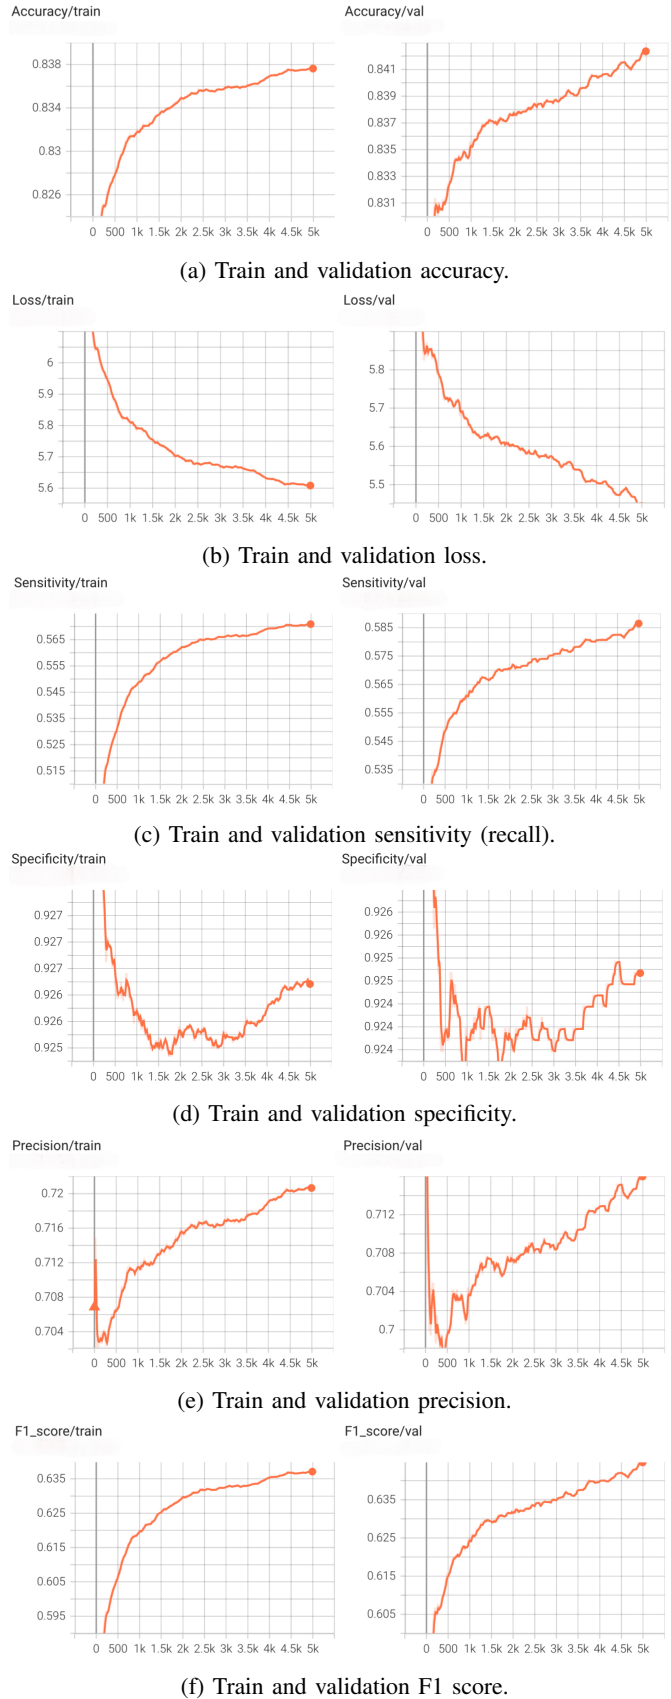 Accuracy/train
Accuracy/val
0.838
0.834
0.83
0.826
0 500 1k 1.5k 2k 2.5k 3k 3.5k 4k 4.5k 5k
0.841
0.839
0.837
0.835
0.833
0.831
0 500 1k 1.5k 2k 2.5k 3k 3.5k 4k 4.5k 5k
(a) Train and validation accuracy.
Loss/train
Loss/val
6
5.9
5.8
5.7
5.6
0 500 1k 1.5k 2k 2.5k 3k 3.5k 4k 4.5k 5k
5.8
5.7
5.6
5.5
0 500 1k 1.5k 2k 2.5k 3k 3.5k 4k 4.5k 5k
(b) Train and validation loss.
Sensitivity/train
Sensitivity/val
0.565
0.555
0.545
0.535
0.525
0.515
0 500 1k 1.5k 2k 2.5k 3k 3.5k 4k 4.5k 5k
0.585
0.575
0.565
0.555
0.545
0.535
0 500 1k 1.5k 2k 2.5k 3k 3.5k 4k 4.5k 5k
(c) Train and validation sensitivity (recall).
Specificity/train
Specificity/val
0.927
0.927
0.927
0.926
0.926
0.925
0 500 1k 1.5k 2k 2.5k 3k 3.5k 4k 4.5k 5k
0.926
0.926
0.925
0.924
0.924
0.924
0 500 1k 1.5k 2k 2.5k 3k 3.5k 4k 4.5k 5k
(d) Train and validation specificity.
Precision/train
Precision/val
0.72
0.716
0.712
0.708
0.704
0 500 1k 1.5k 2k 2.5k 3k 3.5k 4k 4.5k 5k
0.712
0.708
0.704
0.7
0 500 1k 1.5k 2k 2.5k 3k 3.5k 4k 4.5k 5k
(e) Train and validation precision.
F1_score/train
F1_score/val
0.635
0.625
0.615
0.605
0.595
0 500 1k 1.5k 2k 2.5k 3k 3.5k 4k 4.5k 5k
0.635
0.625
0.615
0.605
0 500 1k 1.5k 2k 2.5k 3k 3.5k 4k 4.5k 5k
(f) Train and validation F1 score.